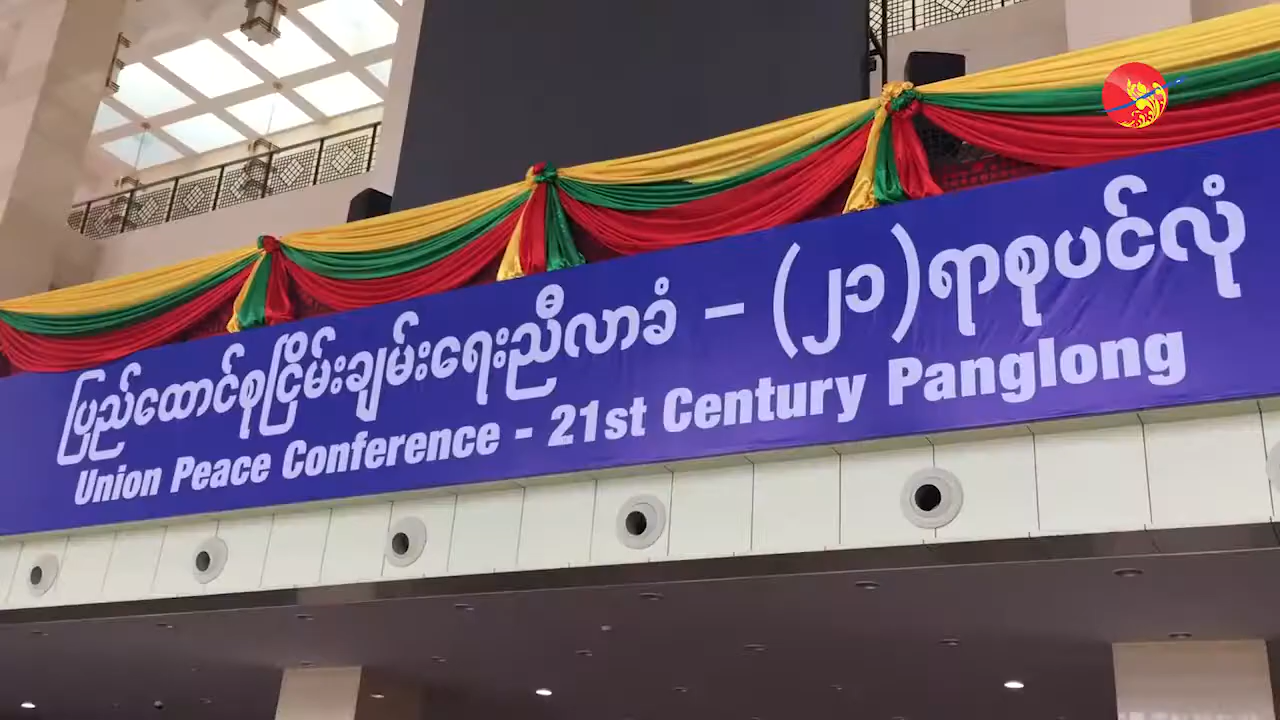 ပြည်ထောင်စုငြိမ်းချမ်းရေးညီလာခံ – (၂၁)ရာစုပင်လုံ
Union Peace Conference - 21st Century Panglong